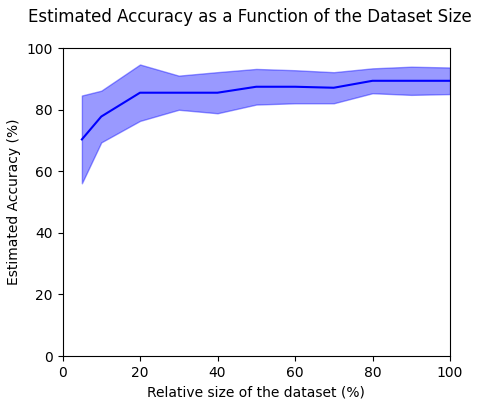 Estimated Accuracy as a Function of the Dataset Size
100
80
60
40
20
0
Estimated Accuracy (%)
0 20 40 60 80 100
Relative size of the dataset (%)